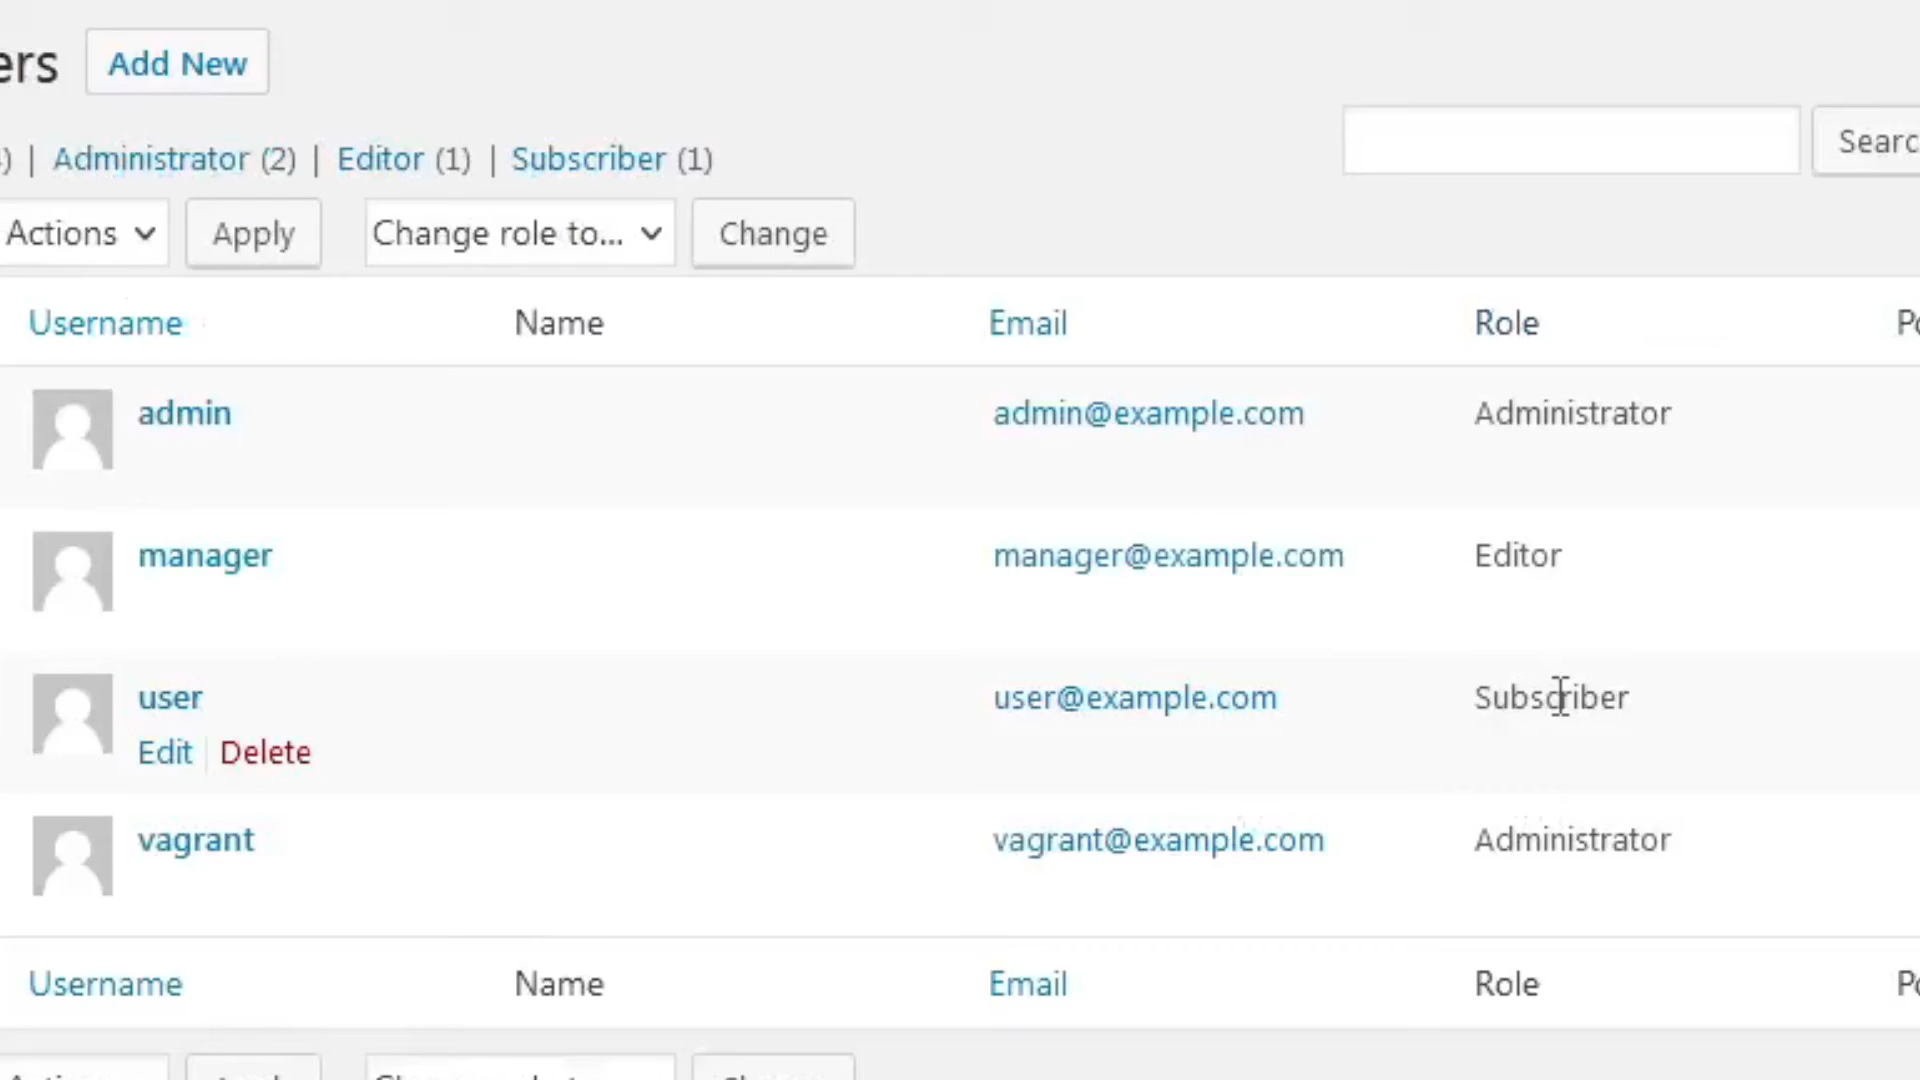 Add New
| Administrator (2) | Editor (1) | Subscriber (1)
Actions Apply Change role to... Change
Username Name Email Role
admin admin@example.com Administrator
manager manager@example.com Editor
user user@example.com Subscriber
Edit Delete
vagrant vagrant@example.com Administrator
Username Name Email Role